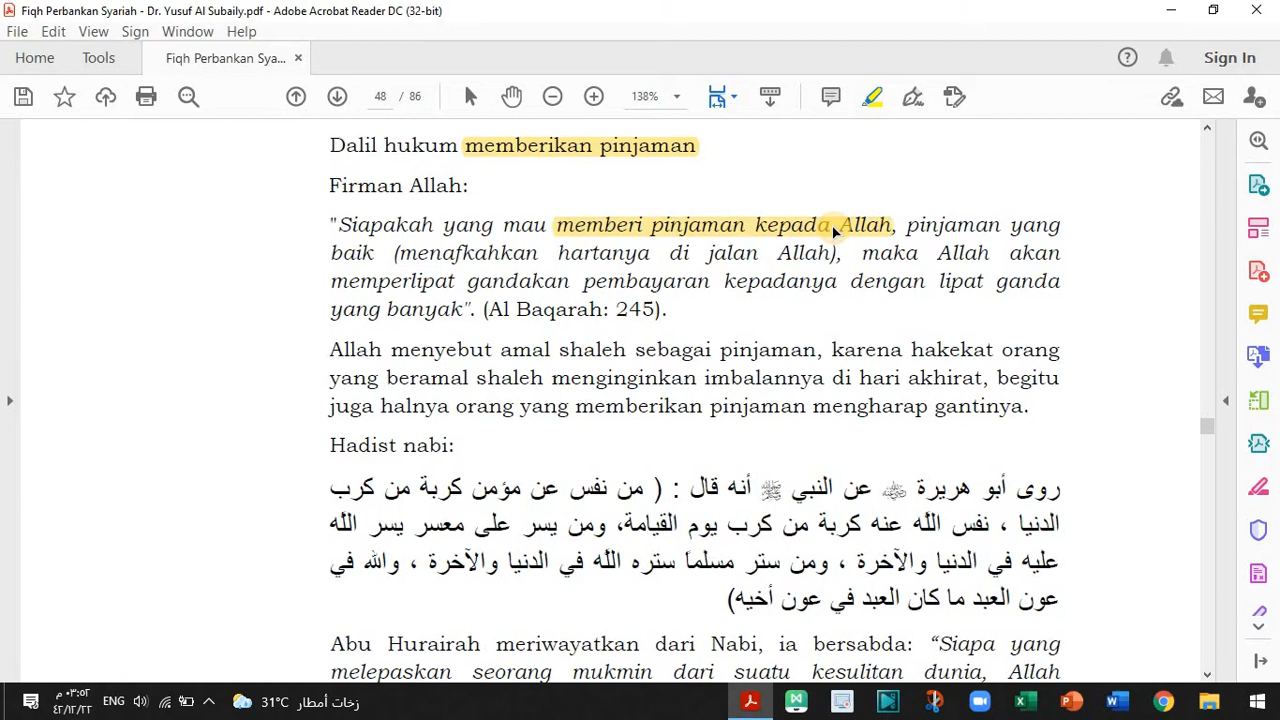 Fiqh Perbankan Syariah - Dr. Yusuf Al Subaily.pdf - Adobe Acrobat Reader DC (32-bit)
File Edit View Sign Window Help
Home Tools Fiqh Perbankan Sya... Sign In
48 / 86 138%
Dalil hukum memberikan pinjaman
Firman Allah:
"Siapakah yang mau memberi pinjaman kepada Allah, pinjaman yang
baik (menafkahkan hartanya di jalan Allah), maka Allah akan
memperlipat gandakan pembayaran kepadanya dengan lipat ganda
yang banyak". (Al Baqarah: 245).
Allah menyebut amal shaleh sebagai pinjaman, karena hakekat orang
yang beramal shaleh menginginkan imbalannya di hari akhirat, begitu
juga halnya orang yang memberikan pinjaman mengharap gantinya.
Hadist nabi:
روى أبو هريرة عن النبي ﷺ أنه قال : ( من نفس عن مؤمن كربة من كرب
الدنيا ، نفس الله عنه كربة من كرب يوم القيامة، ومن يسر على معسر يسر الله
عليه في الدنيا والآخرة ، ومن ستر مسلماً ستره الله في الدنيا والآخرة ، والله في
عون العبد ما كان العبد في عون أخيه)
Abu Hurairah meriwayatkan dari Nabi, ia bersabda: “Siapa yang
melepaskan seorang mukmin dari suatu kesulitan dunia, Allah
ENG 31°C زخات أمطار